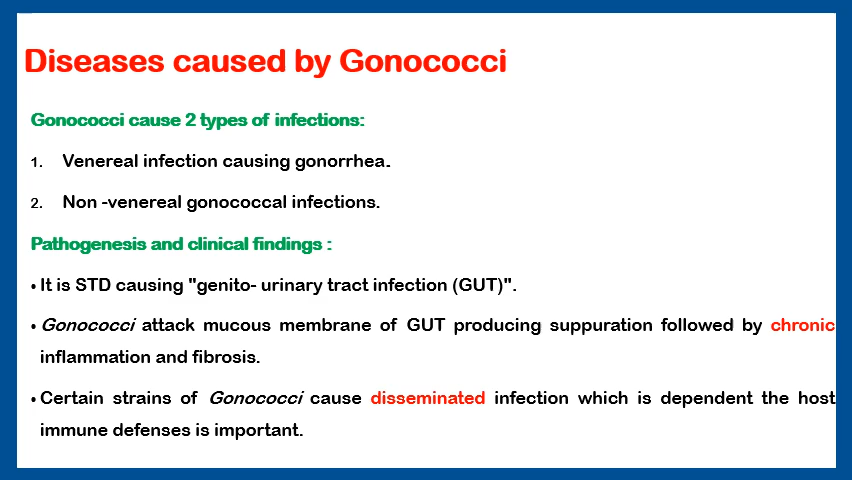 Diseases caused by Gonococci
Gonococci cause 2 types of infections:
1. Venereal infection causing gonorrhea.
2. Non -venereal gonococcal infections.
Pathogenesis and clinical findings :
• It is STD causing "genito- urinary tract infection (GUT)".
• Gonococci attack mucous membrane of GUT producing suppuration followed by chronic
inflammation and fibrosis.
• Certain strains of Gonococci cause disseminated infection which is dependent the host
immune defenses is important.